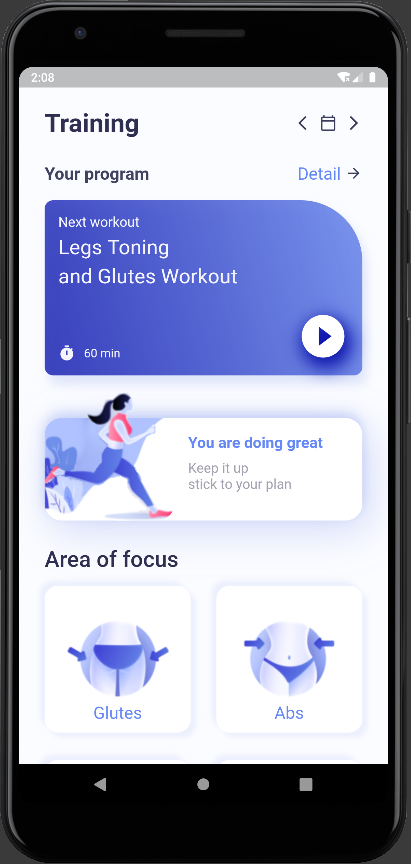 2:08
Training
Your program
Detail
Next workout
Legs Toning
and Glutes Workout
60 min
You are doing great
Keep it up
stick to your plan
Area of focus
Glutes
Abs